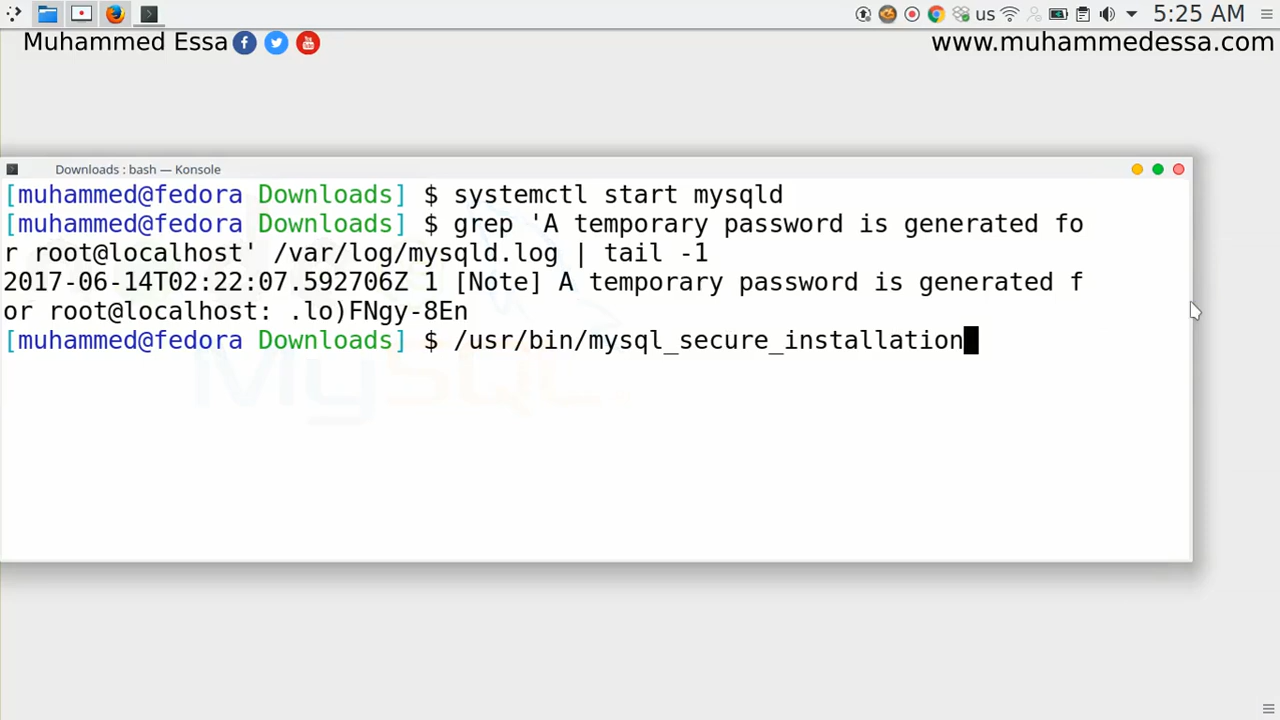 us 5:25 AM
Muhammed Essa www.muhammedessa.com
Downloads : bash — Konsole
[muhammed@fedora Downloads] $ systemctl start mysqld
[muhammed@fedora Downloads] $ grep 'A temporary password is generated fo
r root@localhost' /var/log/mysqld.log | tail -1
2017-06-14T02:22:07.592706Z 1 [Note] A temporary password is generated f
or root@localhost: .lo)FNgy-8En
[muhammed@fedora Downloads] $ /usr/bin/mysql_secure_installation
MySQL